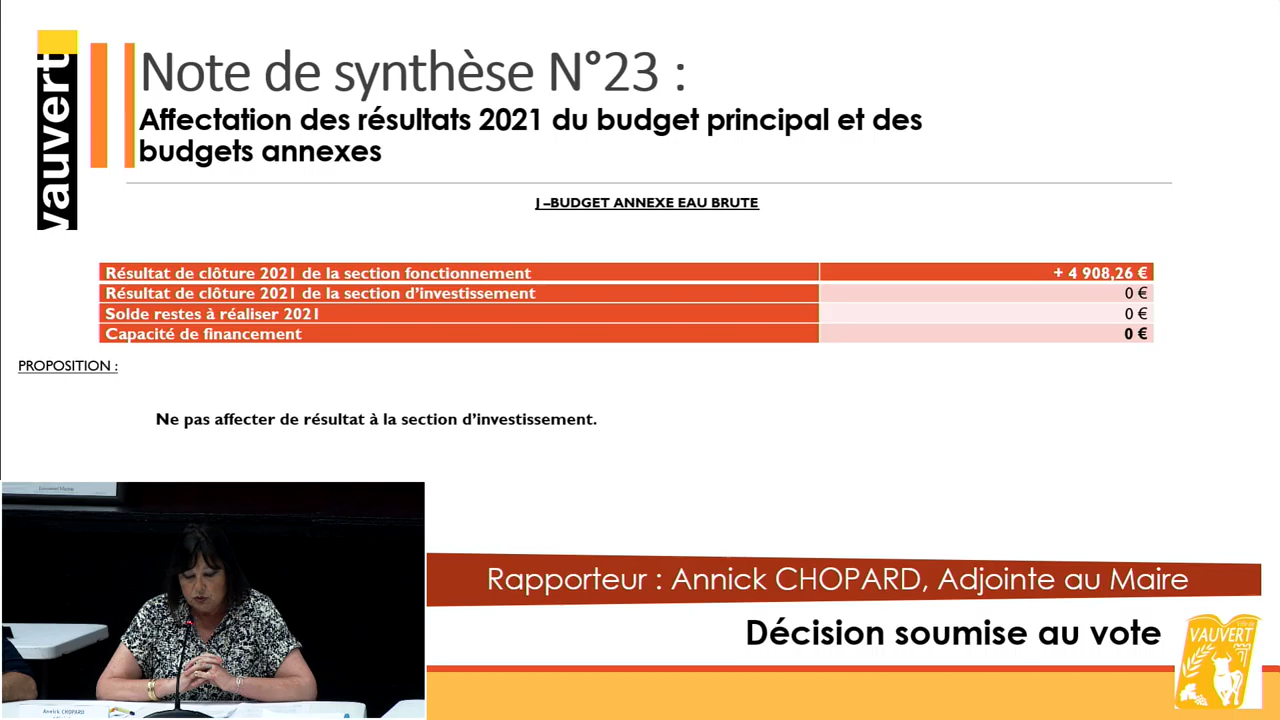 vauvert
Note de synthèse N°23 :
Affectation des résultats 2021 du budget principal et des
budgets annexes
J –BUDGET ANNEXE EAU BRUTE
Résultat de clôture 2021 de la section fonctionnement + 4 908,26 €
Résultat de clôture 2021 de la section d'investissement 0 €
Solde restes à réaliser 2021 0 €
Capacité de financement 0 €
PROPOSITION :
Ne pas affecter de résultat à la section d'investissement.
Rapporteur : Annick CHOPARD, Adjointe au Maire
Décision soumise au vote
VAUVERT
Annick CHOPARD